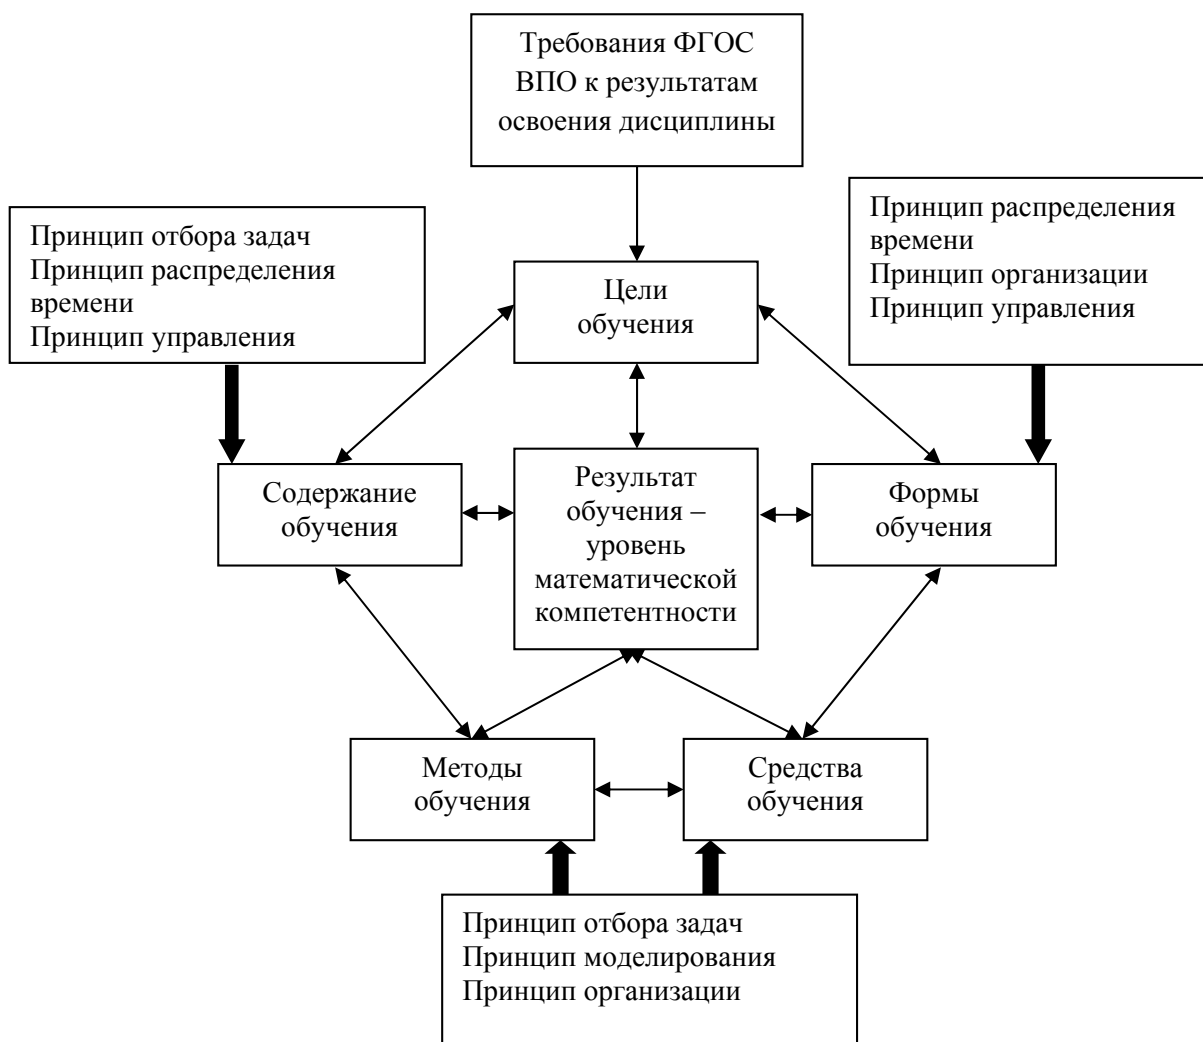 Требования ФГОС
ВПО к результатам
освоения дисциплины
Принцип отбора задач
Принцип распределения
времени
Принцип управления
Принцип распределения
времени
Принцип организации
Принцип управления
Цели
обучения
Содержание
обучения
Результат
обучения –
уровень
математической
компетентности
Формы
обучения
Методы
обучения
Средства
обучения
Принцип отбора задач
Принцип моделирования
Принцип организации